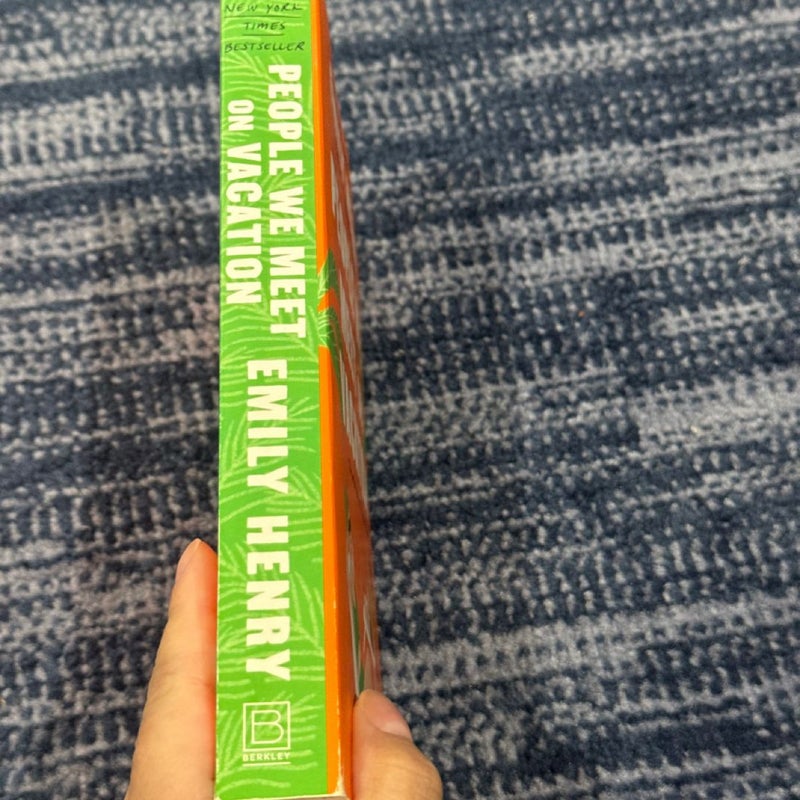 NEW YORK
TIMES
BESTSELLER
PEOPLE WE MEET
ON VACATION
EMILY HENRY
B
BERKLEY